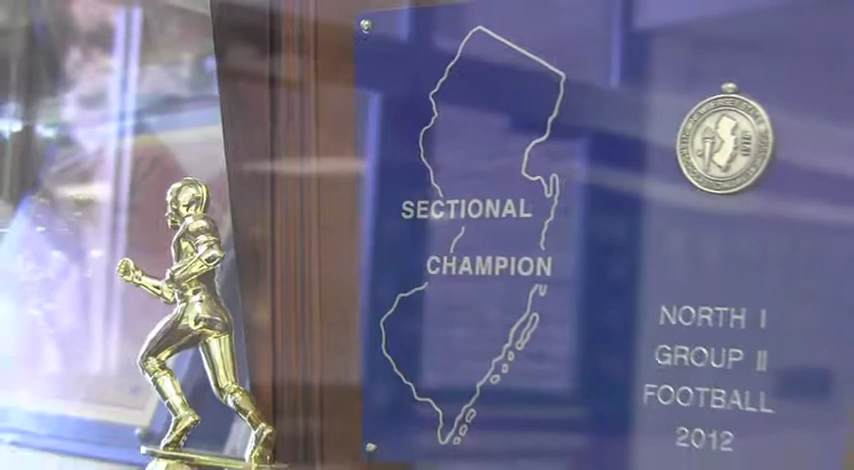 SECTIONAL
CHAMPION
NORTH I
GROUP II
FOOTBALL
2012